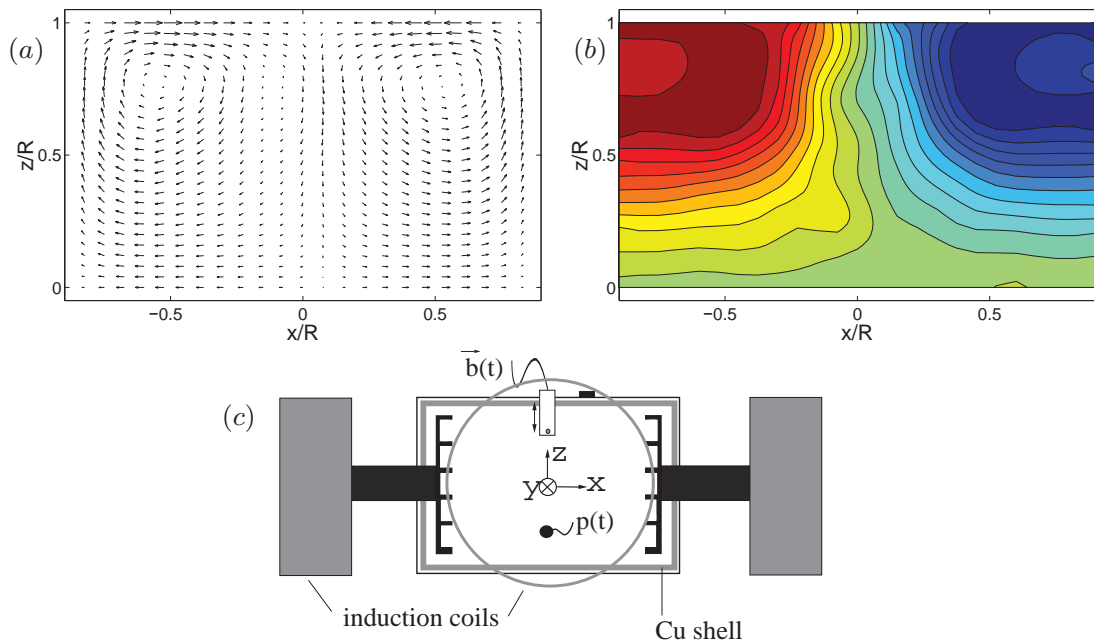 (a)
1
0.5
0
z/R
−0.5
0
0.5
x/R
(b)
1
0.5
0
z/R
−0.5
0
0.5
x/R
(c)
b(t)
z
y
x
p(t)
induction coils
Cu shell